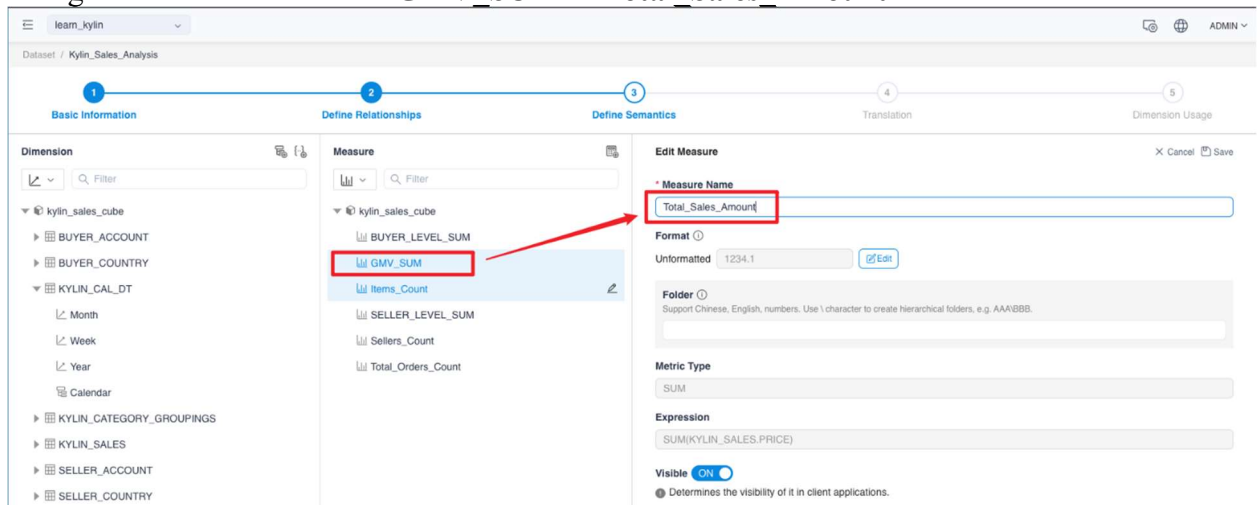 learn_kylin
ADMIN
Dataset / Kylin_Sales_Analysis
1
2
3
4
5
Basic Information
Define Relationships
Define Semantics
Translation
Dimension Usage
Dimension
Filter
kylin_sales_cube
BUYER_ACCOUNT
BUYER_COUNTRY
KYLIN_CAL_DT
Month
Week
Year
Calendar
KYLIN_CATEGORY_GROUPINGS
KYLIN_SALES
SELLER_ACCOUNT
SELLER_COUNTRY
Measure
Filter
kylin_sales_cube
BUYER_LEVEL_SUM
GMV_SUM
Items_Count
SELLER_LEVEL_SUM
Sellers_Count
Total_Orders_Count
Edit Measure
Cancel Save
* Measure Name
Total_Sales_Amount
Format
Unformatted 1234.1 Edit
Folder
Support Chinese, English, numbers. Use \ character to create hierarchical folders, e.g. AAA\BBB.
Metric Type
SUM
Expression
SUM(KYLIN_SALES.PRICE)
Visible ON
Determines the visibility of it in client applications.